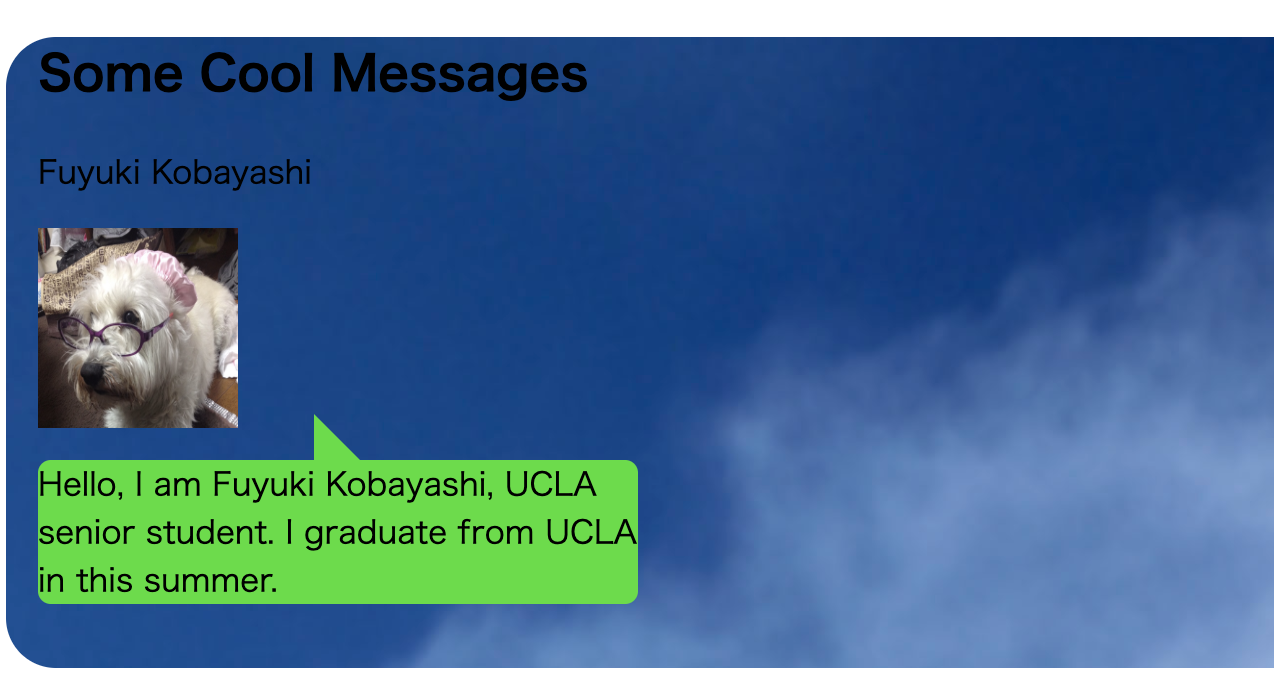 Some Cool Messages
Fuyuki Kobayashi
Hello, I am Fuyuki Kobayashi, UCLA
senior student. I graduate from UCLA
in this summer.